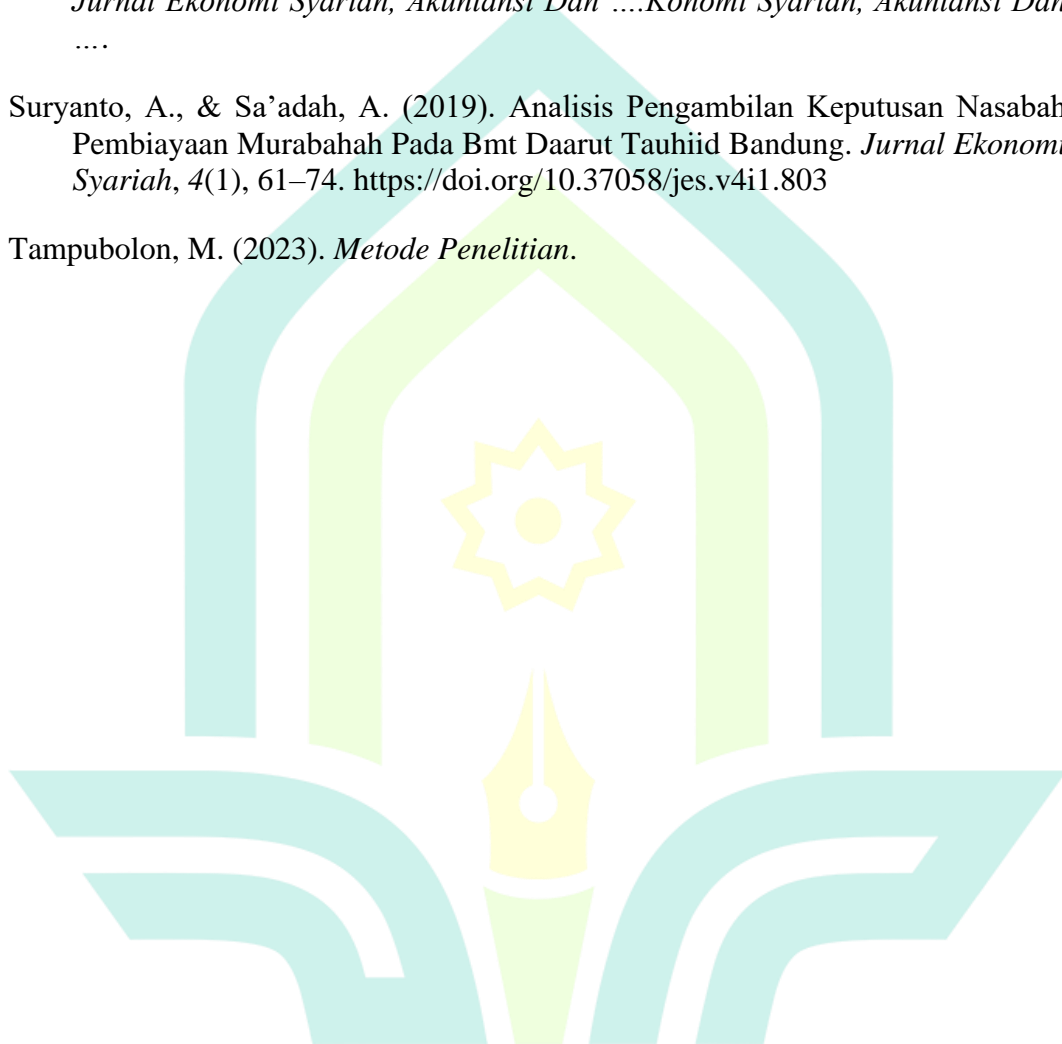 Jurnal Ekonomi Syariah, Akuntansi Dan ….Konomi Syariah, Akuntansi Dan
….
Suryanto, A., & Sa’adah, A. (2019). Analisis Pengambilan Keputusan Nasabah
Pembiayaan Murabahah Pada Bmt Daarut Tauhiid Bandung. Jurnal Ekonomi
Syariah, 4(1), 61–74. https://doi.org/10.37058/jes.v4i1.803
Tampubolon, M. (2023). Metode Penelitian.